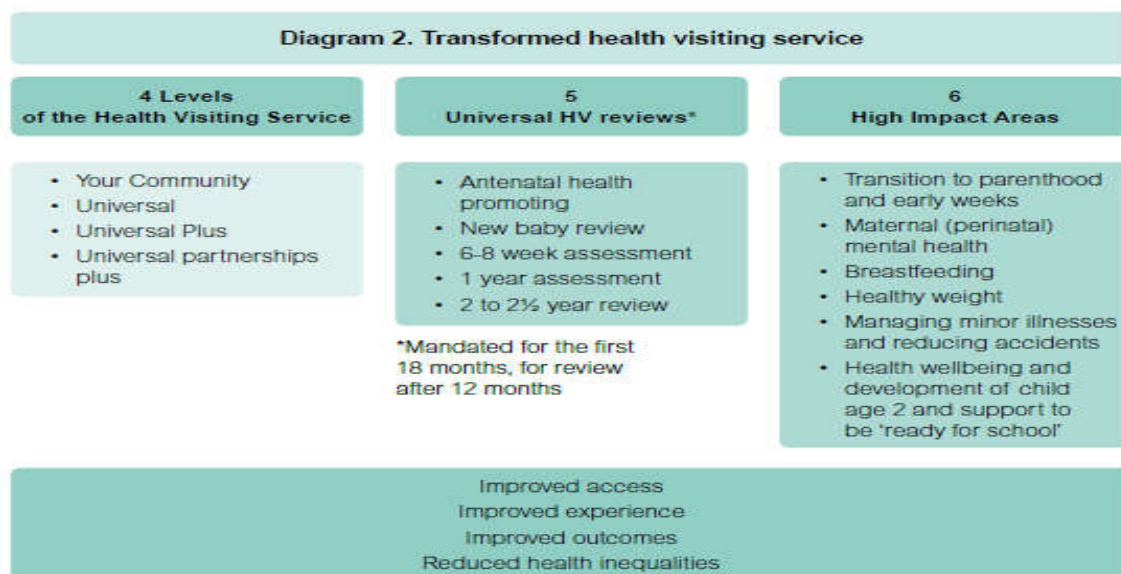 Diagram 2. Transformed health visiting service
4 Levels
of the Health Visiting Service
• Your Community
• Universal
• Universal Plus
• Universal partnerships
plus
5
Universal HV reviews*
• Antenatal health
promoting
• New baby review
• 6-8 week assessment
• 1 year assessment
• 2 to 2½ year review
*Mandated for the first
18 months, for review
after 12 months
6
High Impact Areas
• Transition to parenthood
and early weeks
• Maternal (perinatal)
mental health
• Breastfeeding
• Healthy weight
• Managing minor illnesses
and reducing accidents
• Health wellbeing and
development of child
age 2 and support to
be ‘ready for school’
Improved access
Improved experience
Improved outcomes
Reduced health inequalities